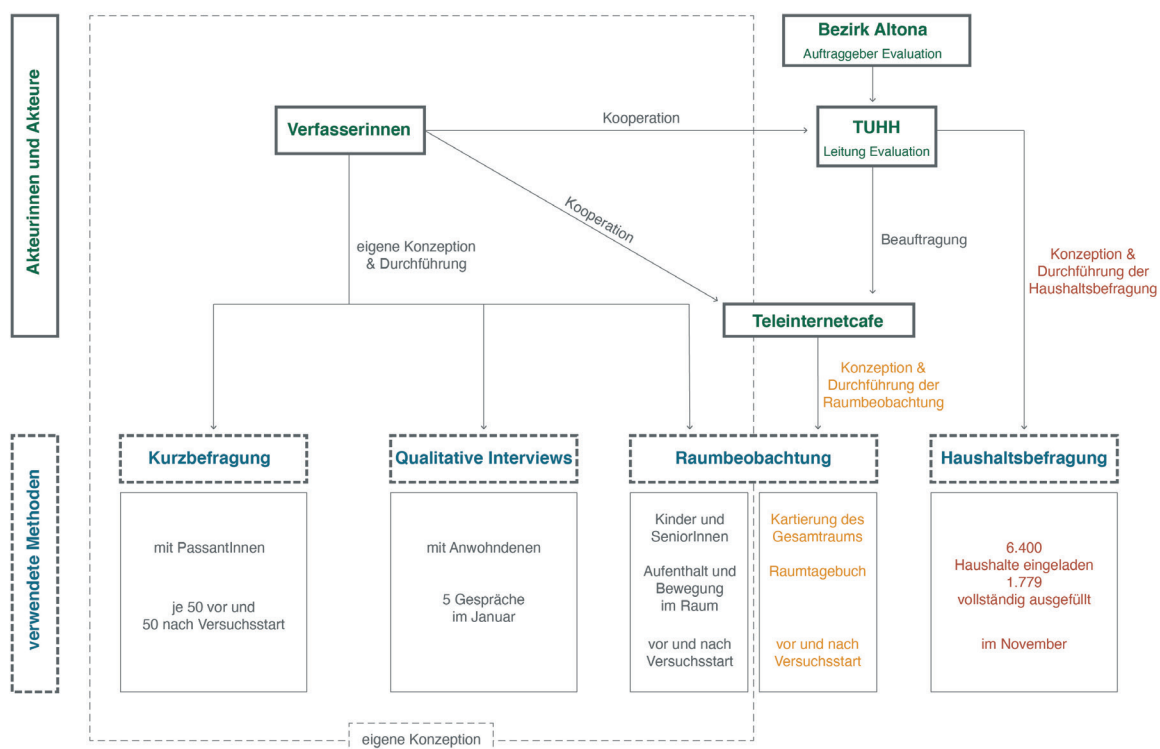 Akteurinnen und Akteure
Bezirk Altona
Auftraggeber Evaluation
Verfasserinnen
Kooperation
TUHH
Leitung Evaluation
Kooperation
eigene Konzeption
& Durchführung
Beauftragung
Konzeption &
Durchführung der
Haushaltsbefragung
Teleinternetcafe
Konzeption &
Durchführung der
Raumbeobachtung
verwendete Methoden
Kurzbefragung
mit PassantInnen
je 50 vor und
50 nach Versuchsstart
Qualitative Interviews
mit Anwohndenen
5 Gespräche
im Januar
Raumbeobachtung
Kinder und
SeniorInnen
Aufenthalt und
Bewegung
im Raum
vor und nach
Versuchsstart
Kartierung des
Gesamtraums
Raumtagebuch
vor und nach
Versuchsstart
Haushaltsbefragung
6.400
Haushalte eingeladen
1.779
vollständig ausgefüllt
im November
eigene Konzeption